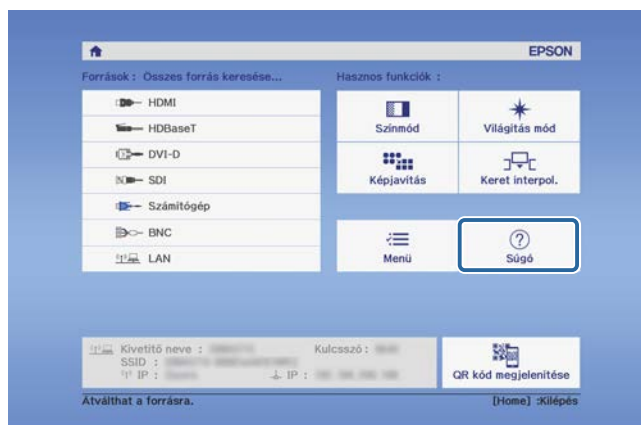 EPSON
Források : Összes forrás keresése...
Hasznos funkciók :
HDMI
HDBaseT
DVI-D
SDI
Számítógép
BNC
LAN
Színmód
Világítás mód
Képjavítás
Keret interpol.
Menü
Súgó
Kivetítő neve :
Kulcsszó :
SSID :
IP :
IP :
QR kód megjelenítése
Átválthat a forrásra.
[Home] :Kilépés